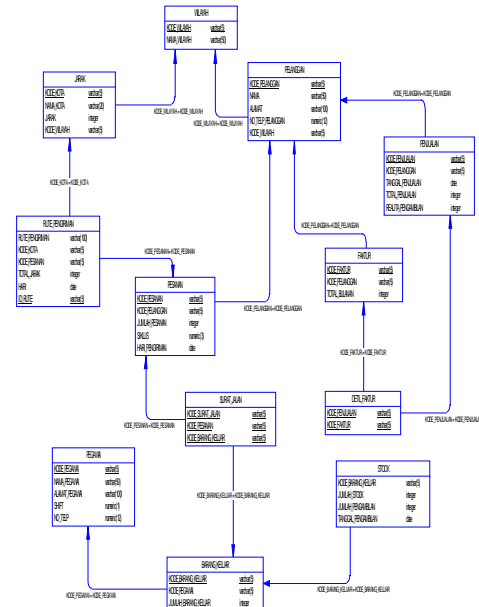 WILAYAH
KODE_WILAYAH varchar(5)
NAMA_WILAYAH varchar(50)
JARAK
KODE_KOTA varchar(5)
NAMA_KOTA varchar(20)
JARAK integer
KODE_WILAYAH varchar(5)
PELANGGAN
KODE_PELANGGAN varchar(5)
NAMA varchar(50)
ALAMAT varchar(100)
NO_TELP_PELANGGAN numeric(12)
KODE_WILAYAH varchar(5)
KODE_WILAYAH = KODE_WILAYAH
KODE_WILAYAH = KODE_WILAYAH
KODE_PELANGGAN = KODE_PELANGGAN
PENJUALAN
KODE_PENJUALAN varchar(5)
KODE_PELANGGAN varchar(5)
TANGGAL_PENJUALAN date
TOTAL_PENJUALAN integer
REALITA_PENGAMBILAN integer
KODE_KOTA = KODE_KOTA
RUTE_PENGIRIMAN
RUTE_PENGIRIMAN varchar(100)
KODE_KOTA varchar(5)
KODE_PESANAN varchar(5)
TOTAL_JARAK integer
HARI date
ID_RUTE varchar(5)
KODE_PELANGGAN = KODE_PELANGGAN
KODE_PESANAN = KODE_PESANAN
FAKTUR
KODE_FAKTUR varchar(5)
KODE_PELANGGAN varchar(5)
TOTAL_BULANAN integer
PESANAN
KODE_PESANAN varchar(5)
KODE_PELANGGAN varchar(5)
JUMLAH_PESANAN integer
SIKLUS numeric(3)
HARI_PENGIRIMAN date
KODE_PELANGGAN = KODE_PELANGGAN
KODE_FAKTUR = KODE_FAKTUR
SURAT_JALAN
KODE_SURAT_JALAN varchar(5)
KODE_PESANAN varchar(5)
KODE_BARANG_KELUAR varchar(5)
DETIL_FAKTUR
KODE_PENJUALAN varchar(5)
KODE_FAKTUR varchar(5)
KODE_PESANAN = KODE_PESANAN
KODE_PENJUALAN = KODE_PENJUALA
PEGAWAI
KODE_PEGAWAI varchar(5)
NAMA_PEGAWAI varchar(50)
ALAMAT_PEGAWAI varchar(100)
SHIFT numeric(1)
NO_TELP numeric(12)
KODE_BARANG_KELUAR = KODE_BARANG_KELUAR
STOCK
KODE_BARANG_KELUAR varchar(5)
JUMLAH_STOCK integer
JUMLAH_PENGAMBILAN integer
TANGGAL_PENGAMBILAN date
BARANG_KELUAR
KODE_BARANG_KELUAR varchar(5)
KODE_PEGAWAI varchar(5)
JUMLAH_BARANG_KELUAR integer
KODE_PEGAWAI = KODE_PEGAWAI
KODE_BARANG_KELUAR = KODE_BARANG_KELUAR